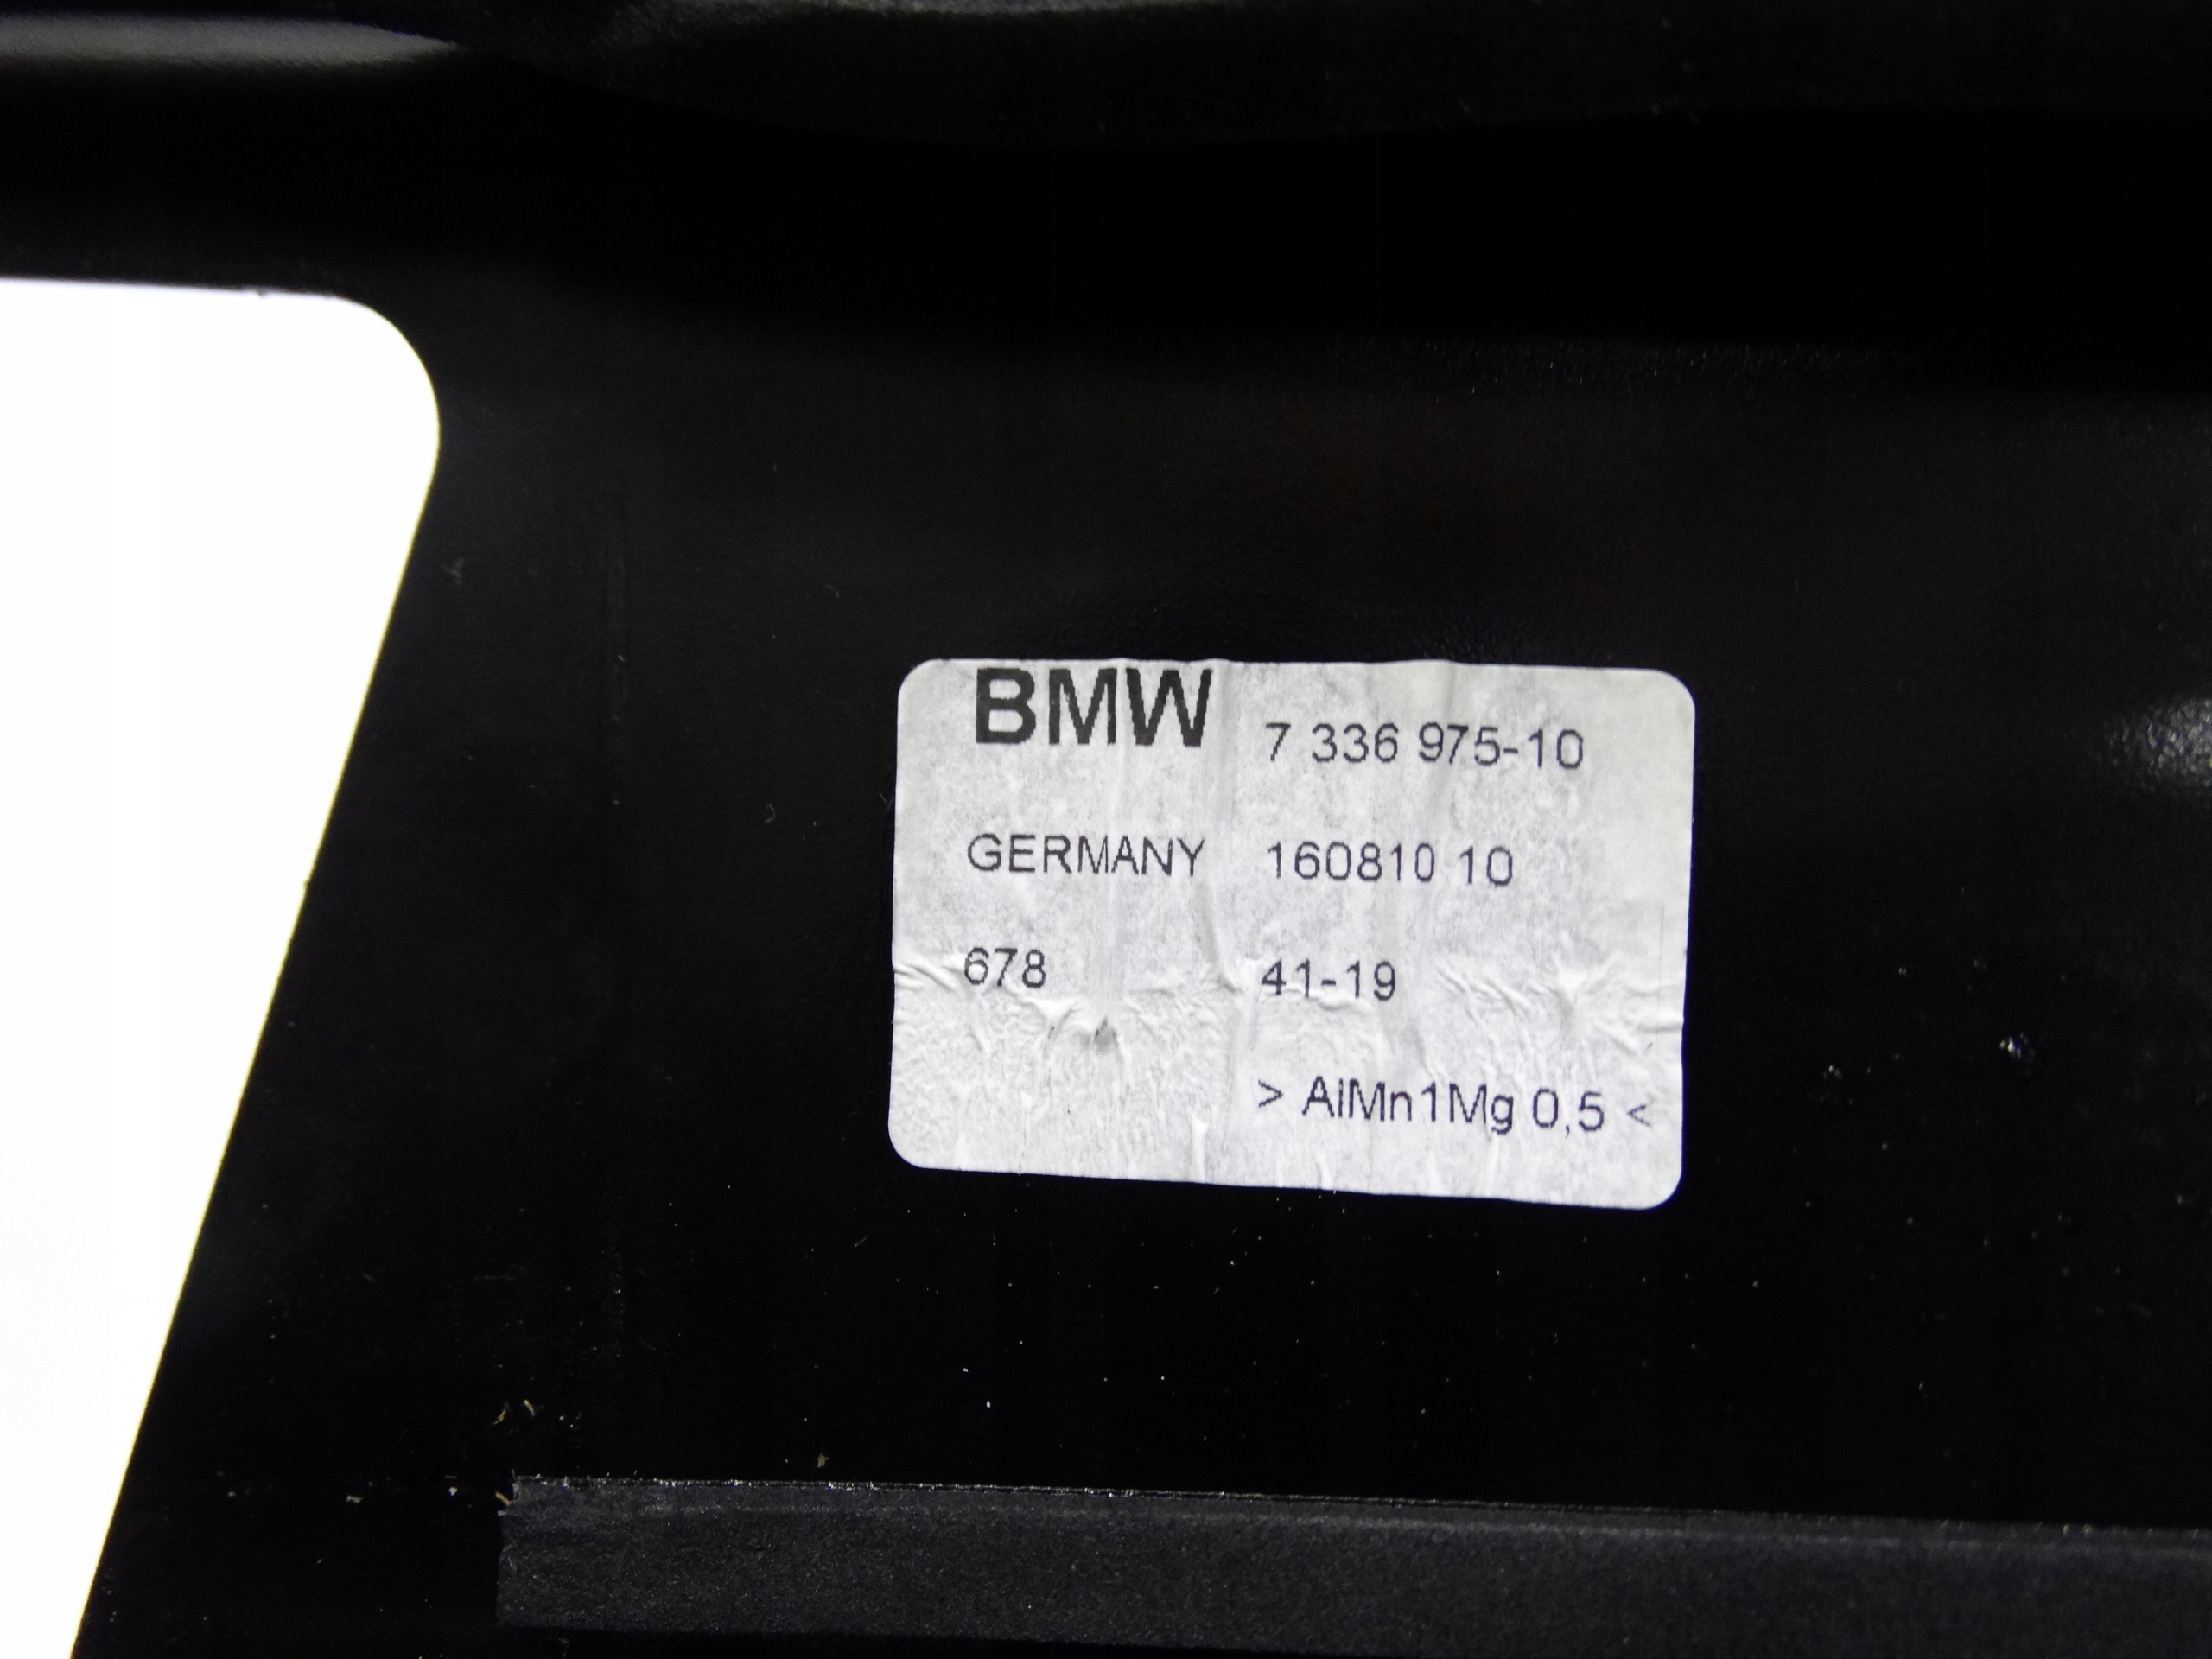 BMW 7 336 975-10
GERMANY 160810 10
678 41-19
> AlMn1Mg 0,5 <